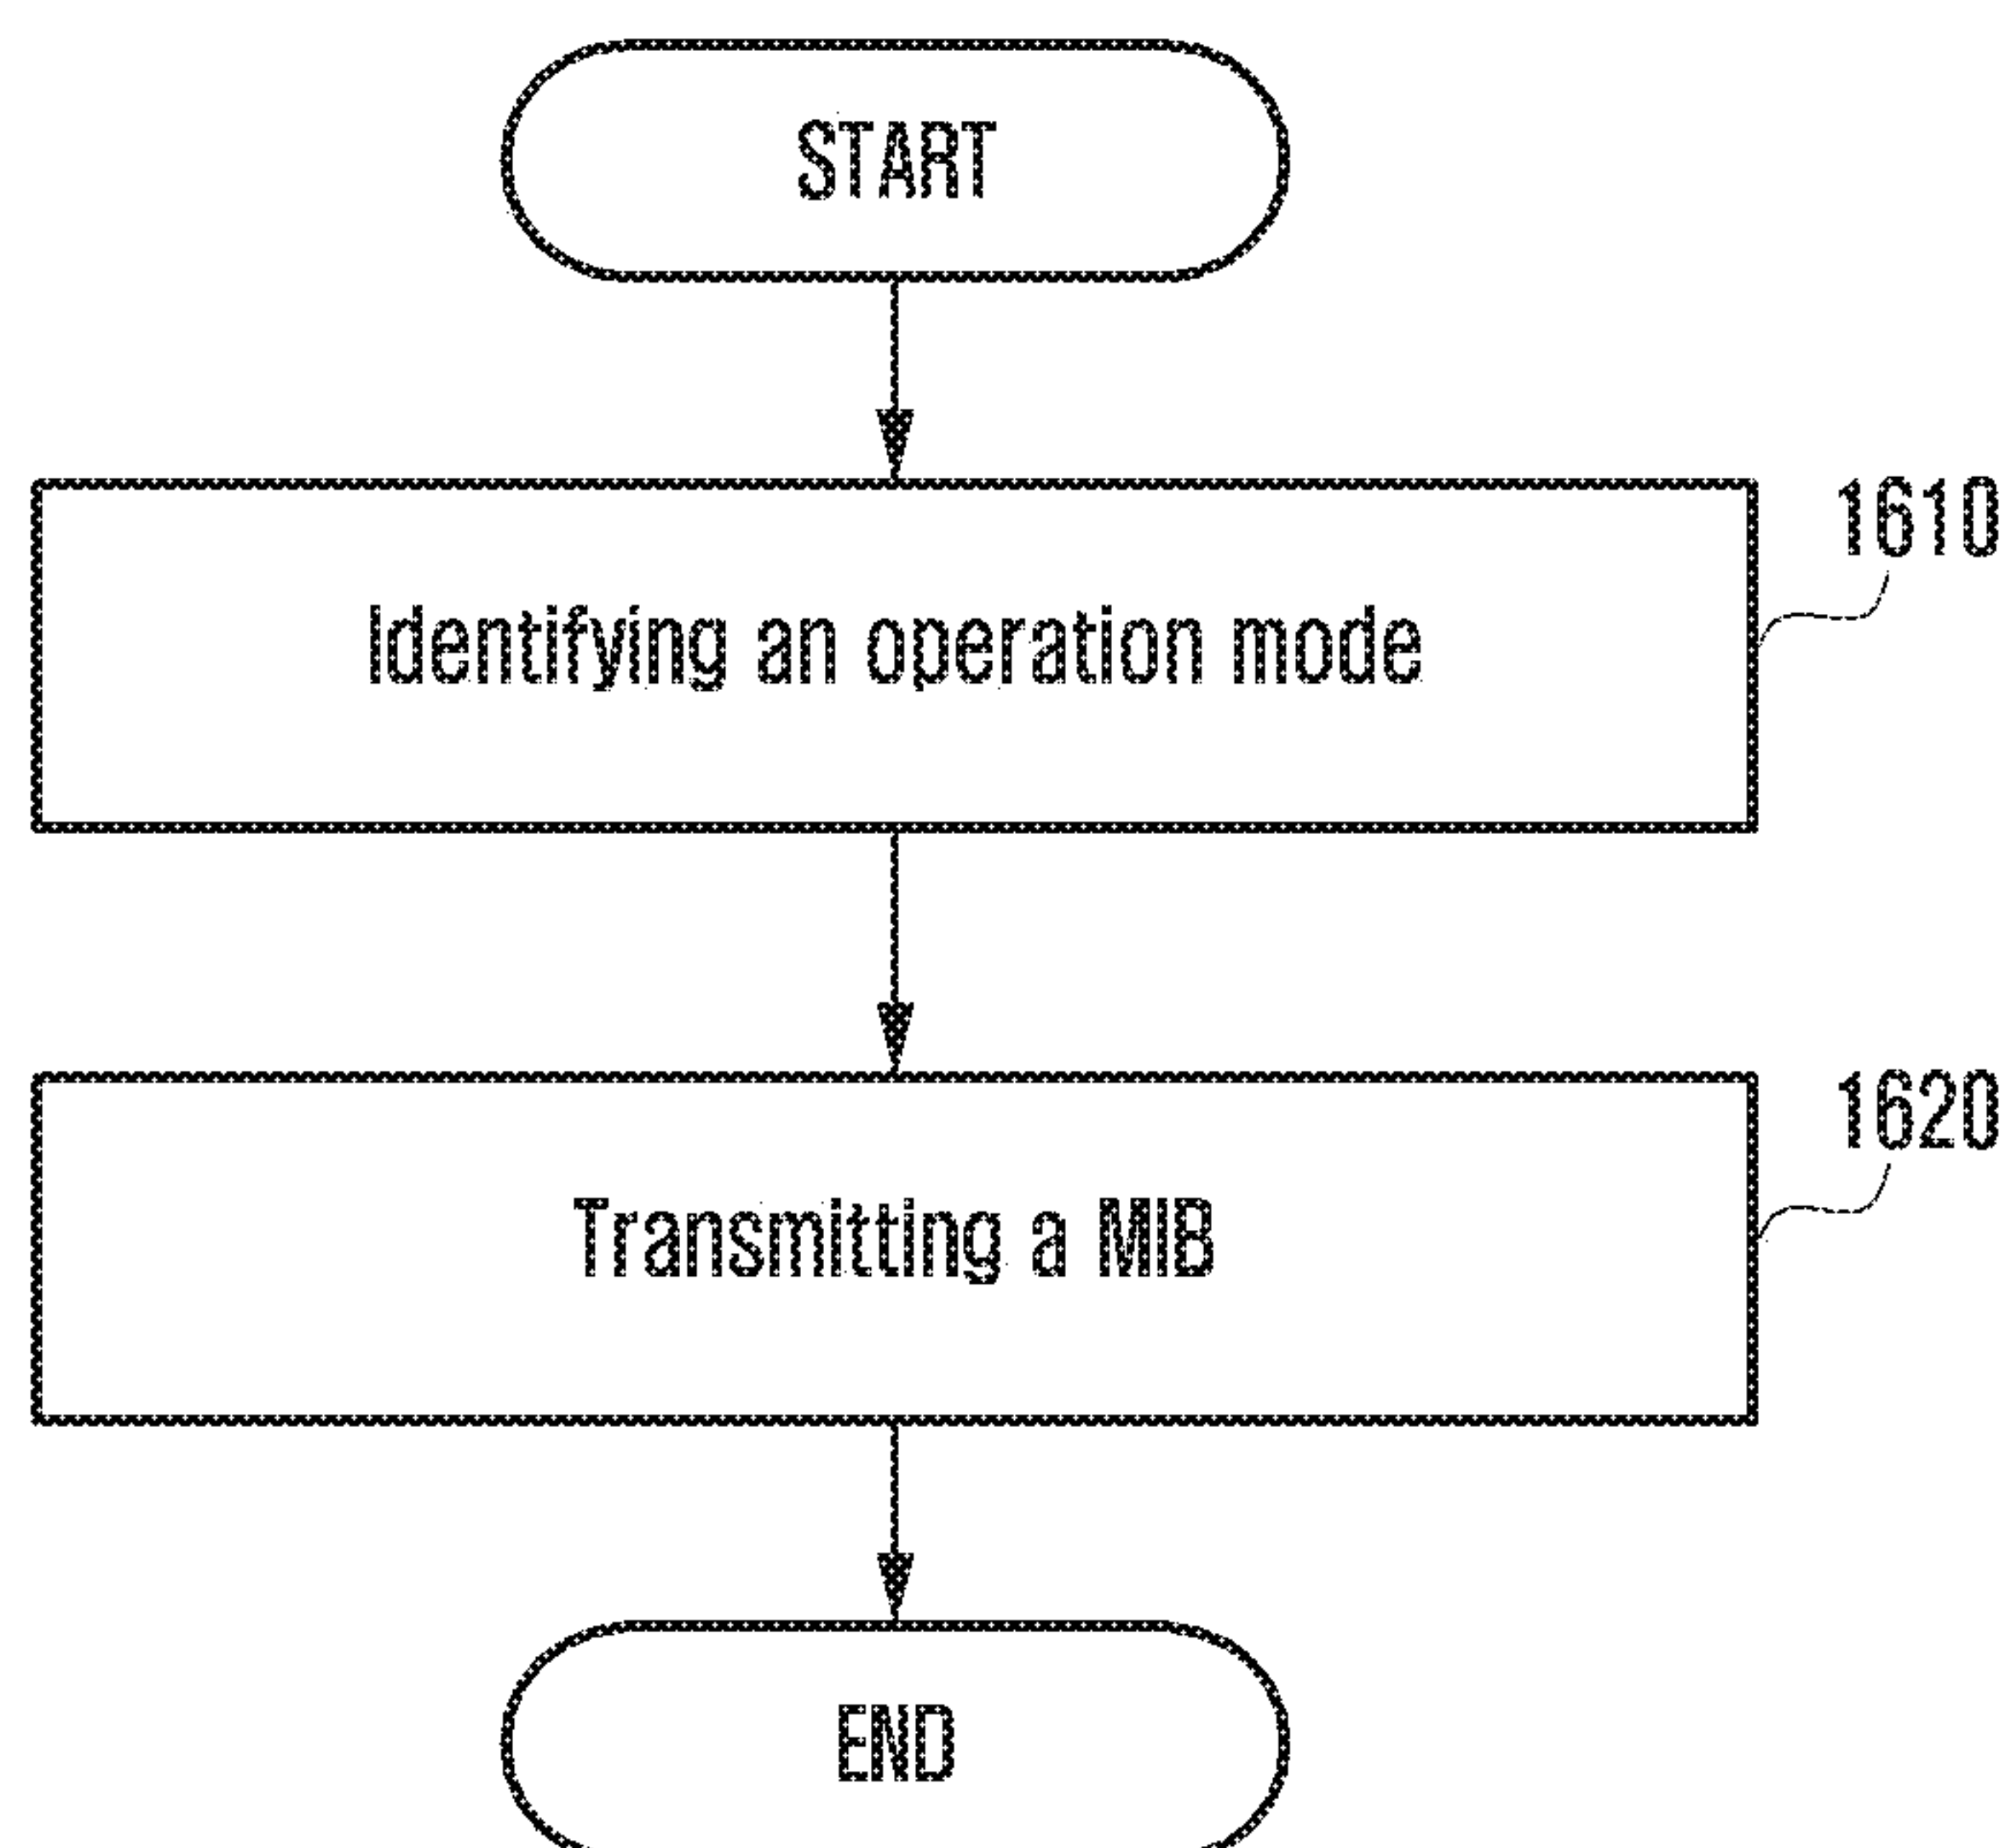 START
1610
Identifying an operation mode
1620
Transmitting a MIB
END